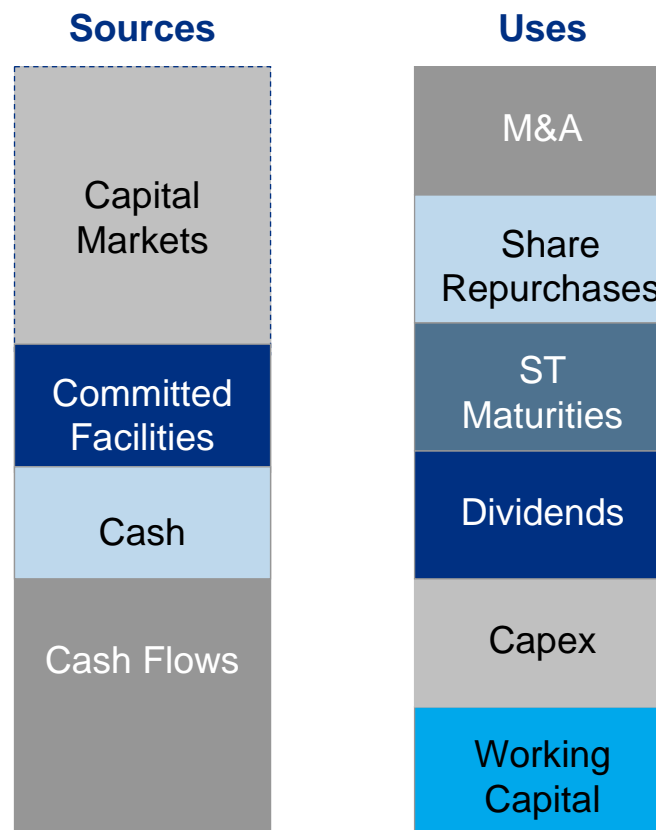 Sources
Capital
Markets
Committed
Facilities
Cash
Cash Flows
Uses
M&A
Share
Repurchases
ST
Maturities
Dividends
Capex
Working
Capital